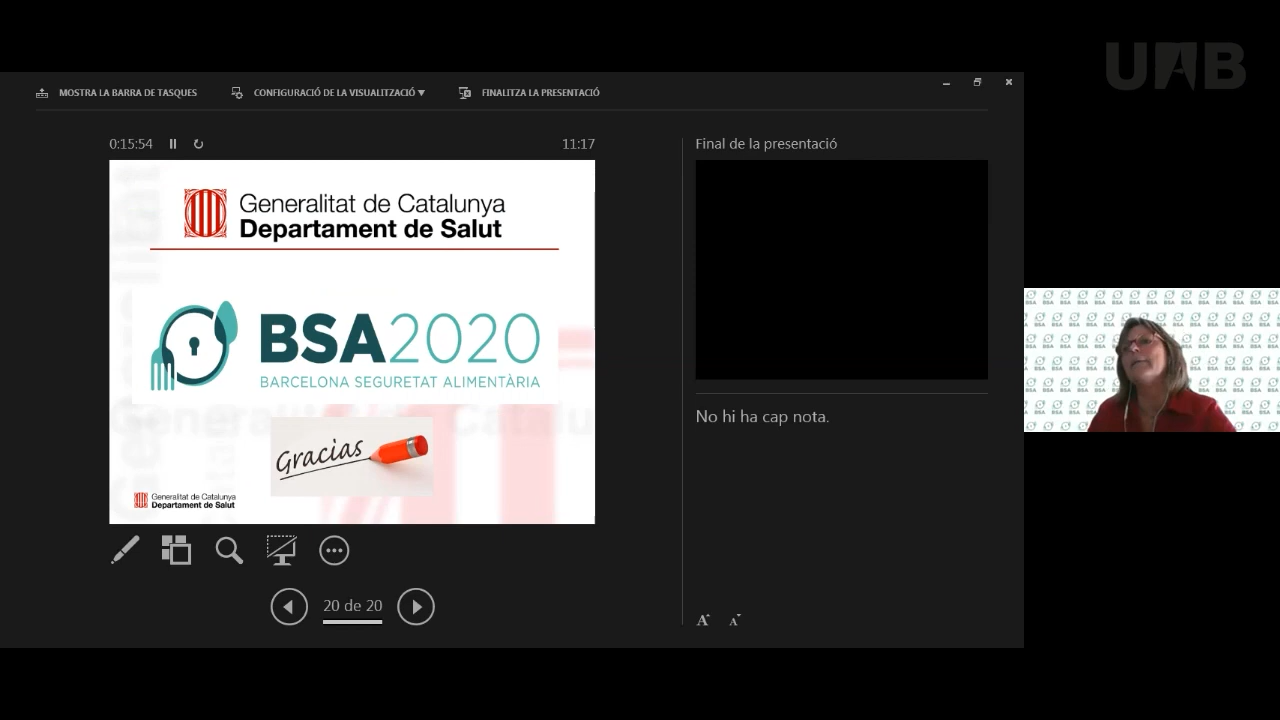 UAB
MOSTRA LA BARRA DE TASQUES
CONFIGURACIÓ DE LA VISUALITZACIÓ
FINALITZA LA PRESENTACIÓ
0:15:54
11:17
Final de la presentació
Generalitat de Catalunya
Departament de Salut
BSA2020
BARCELONA SEGURETAT ALIMENTÀRIA
Gracias
Generalitat de Catalunya
Departament de Salut
No hi ha cap nota.
20 de 20
A A